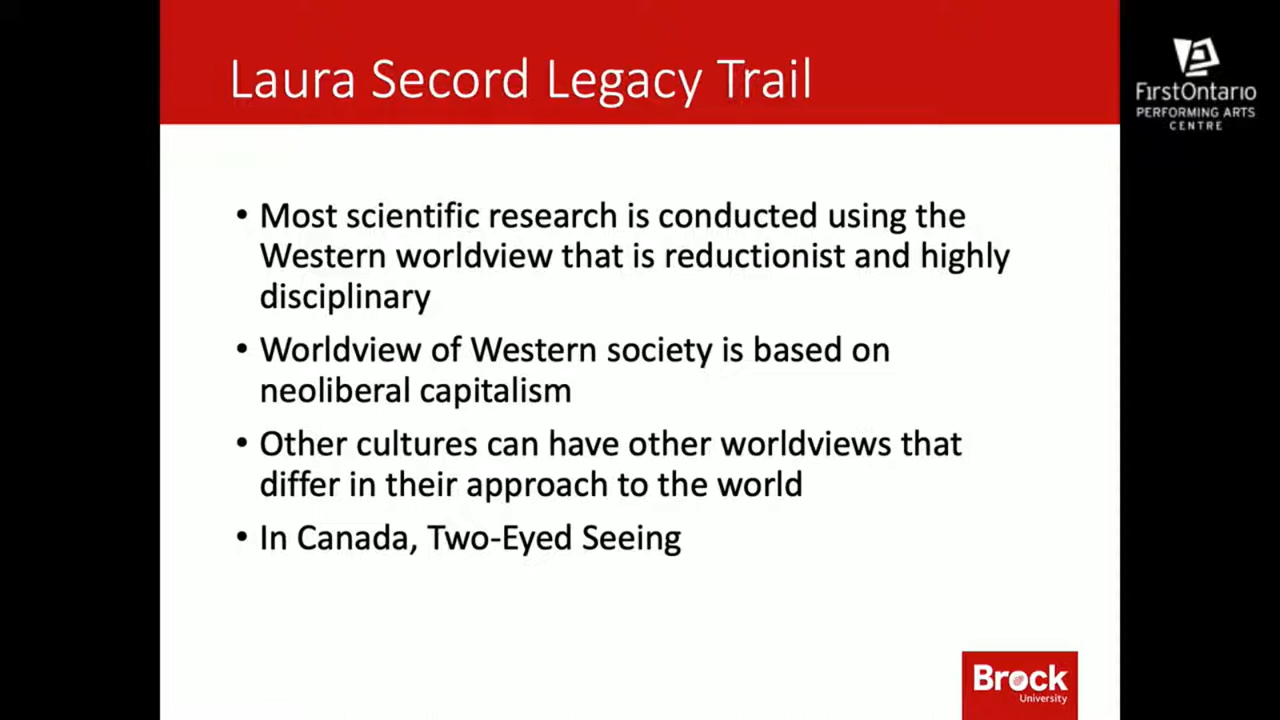 Laura Secord Legacy Trail
FirstOntario
PERFORMING ARTS
CENTRE
• Most scientific research is conducted using the
Western worldview that is reductionist and highly
disciplinary
• Worldview of Western society is based on
neoliberal capitalism
• Other cultures can have other worldviews that
differ in their approach to the world
• In Canada, Two-Eyed Seeing
Brock
University